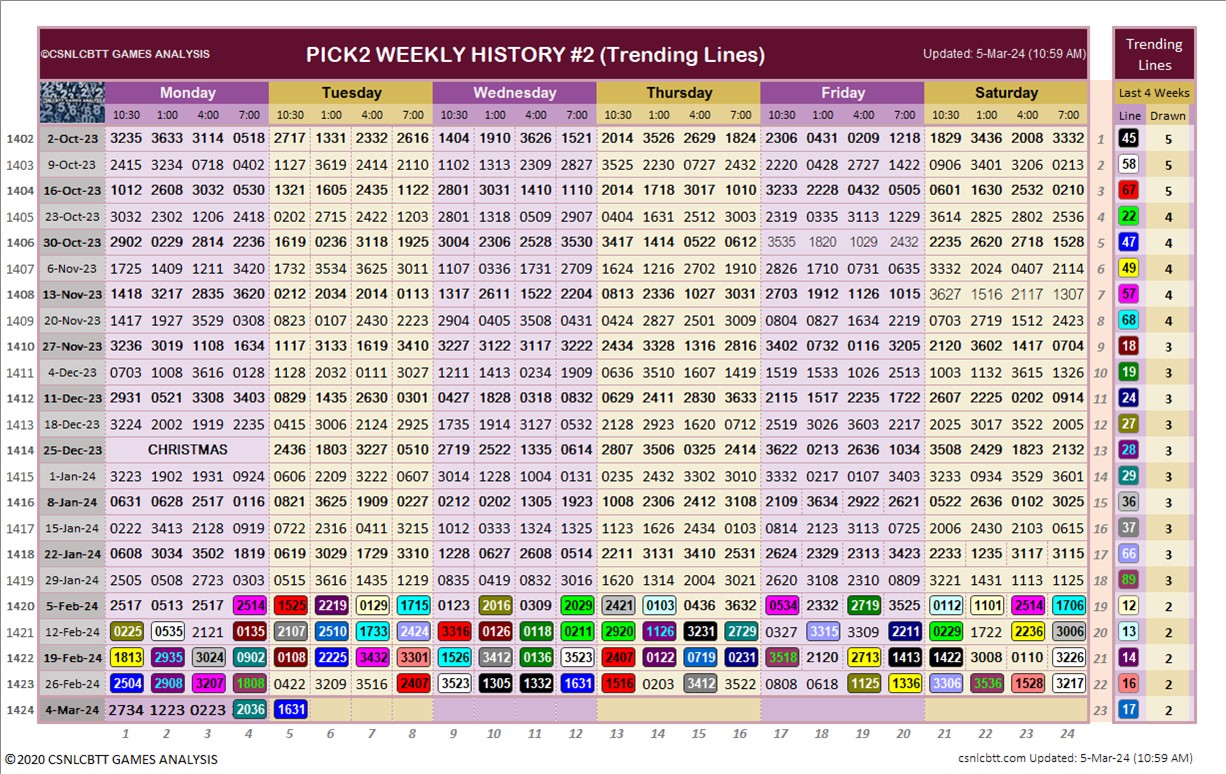 ©CSNLCBTT GAMES ANALYSIS PICK2 WEEKLY HISTORY #2 (Trending Lines) Updated: 5-Mar-24 (10:59 AM) Trending Lines
Monday Tuesday Wednesday Thursday Friday Saturday Last 4 Weeks
10:30 1:00 4:00 7:00 10:30 1:00 4:00 7:00 10:30 1:00 4:00 7:00 10:30 1:00 4:00 7:00 10:30 1:00 4:00 7:00 10:30 1:00 4:00 7:00 Line Drawn
1402 2-Oct-23 3235 3633 3114 0518 2717 1331 2332 2616 1404 1910 3626 1521 2014 3526 2629 1824 2306 0431 0209 1218 1829 3436 2008 3332 1 45 5
1403 9-Oct-23 2415 3234 0718 0402 1127 3619 2414 2110 1102 1313 2309 2827 3525 2230 0727 2432 2220 0428 2727 1422 0906 3401 3206 0213 2 58 5
1404 16-Oct-23 1012 2608 3032 0530 1321 1605 2435 1122 2801 3031 1410 1110 2014 1718 3017 1010 3233 2228 0432 0505 0601 1630 2532 0210 3 67 5
1405 23-Oct-23 3032 2302 1206 2418 0202 2715 2422 1203 2801 1318 0509 2907 0404 1631 2512 3003 2319 0335 3113 1229 3614 2825 2802 2536 4 22 4
1406 30-Oct-23 2902 0229 2814 2236 1619 0236 3118 1925 3004 2306 2528 3530 3417 1414 0522 0612 3535 1820 1029 2432 2235 2620 2718 1528 5 47 4
1407 6-Nov-23 1725 1409 1211 3420 1732 3534 3625 3011 1107 0336 1731 2709 1624 1216 2702 1910 2826 1710 0731 0635 3332 2024 0407 2114 6 49 4
1408 13-Nov-23 1418 3217 2835 3620 0212 2034 2014 0113 1317 2611 1522 2204 0813 2336 1027 3031 2703 1912 1126 1015 3627 1516 2117 1307 7 57 4
1409 20-Nov-23 1417 1927 3529 0308 0823 0107 2430 2223 2904 0405 3508 0431 0424 2827 2501 3009 0804 0827 1634 2219 0703 2719 1512 2423 8 68 4
1410 27-Nov-23 3236 3019 1108 1634 1117 3133 1619 3410 3227 3122 3117 3222 2434 3328 1316 2816 3402 0732 0116 3205 2120 3602 1417 0704 9 18 3
1411 4-Dec-23 0703 1008 3616 0128 1128 2032 0111 3027 1211 1413 0234 1909 0636 3510 1607 1419 1519 1533 1026 2513 1003 1132 3615 1326 10 19 3
1412 11-Dec-23 2931 0521 3308 3403 0829 1435 2630 0301 0427 1828 0318 0832 0629 2411 2830 3633 2115 1517 2235 1722 2607 2225 0202 0914 11 24 3
1413 18-Dec-23 3224 2002 1919 2235 0415 3006 2124 2925 1735 1914 3127 0532 2128 2923 1620 0712 2519 3026 3603 2217 2025 3017 3522 2005 12 27 3
1414 25-Dec-23 CHRISTMAS 2436 1803 3227 0510 2719 2522 1335 0614 2807 3506 0325 2414 3622 0213 2636 1034 3508 2429 1823 2132 13 28 3
1415 1-Jan-24 3223 1902 1931 0924 0606 2209 3222 0607 3014 1228 1004 0131 0235 2432 3302 3010 3332 0217 0107 3403 3233 0934 3529 3601 14 29 3
1416 8-Jan-24 0631 0628 2517 0116 0821 3625 1909 0227 0212 0202 1305 1923 1008 2306 2412 3108 2109 3634 2922 2621 0522 2636 0102 3025 15 36 3
1417 15-Jan-24 0222 3413 2128 0919 0722 2316 0411 3215 1012 0333 1324 1325 1123 1626 2434 0103 0814 2123 3113 0725 2006 2430 2103 0615 16 37 3
1418 22-Jan-24 0608 3034 3502 1819 0619 3029 1729 3310 1228 0627 2608 0514 2211 3131 3410 2531 2624 2329 2313 3423 2233 1235 3117 3115 17 66 3
1419 29-Jan-24 2505 0508 2723 0303 0515 3616 1435 1219 0835 0419 0832 3016 1620 1314 2004 3021 2620 3108 2310 0809 3221 1431 1113 1125 18 89 3
1420 5-Feb-24 2517 0513 2517 2514 1525 2219 0129 1715 0123 2016 0309 2029 2421 0103 0436 3632 0534 2332 2719 3525 0112 1101 2514 1706 19 12 2
1421 12-Feb-24 0225 0535 2121 0135 2107 2510 1733 2424 3316 0126 0118 0211 2920 1126 3231 2729 0327 3315 3309 2211 0229 1722 2236 3006 20 13 2
1422 19-Feb-24 1813 2935 3024 0902 0108 2225 3432 3301 1526 3412 0136 3523 2407 0122 0719 0231 3518 2120 2713 1413 1422 3008 0110 3226 21 14 2
1423 26-Feb-24 2504 2908 3207 1808 0422 3209 3516 2407 3523 1305 1332 1631 1516 0203 3412 3522 0808 0618 1125 1336 3306 3536 1528 3217 22 16 2
1424 4-Mar-24 2734 1223 0223 2036 1631 23 17 2
1 2 3 4 5 6 7 8 9 10 11 12 13 14 15 16 17 18 19 20 21 22 23 24
©2020 CSNLCBTT GAMES ANALYSIS csnlcbtt.com Updated: 5-Mar-24 (10:59 AM)